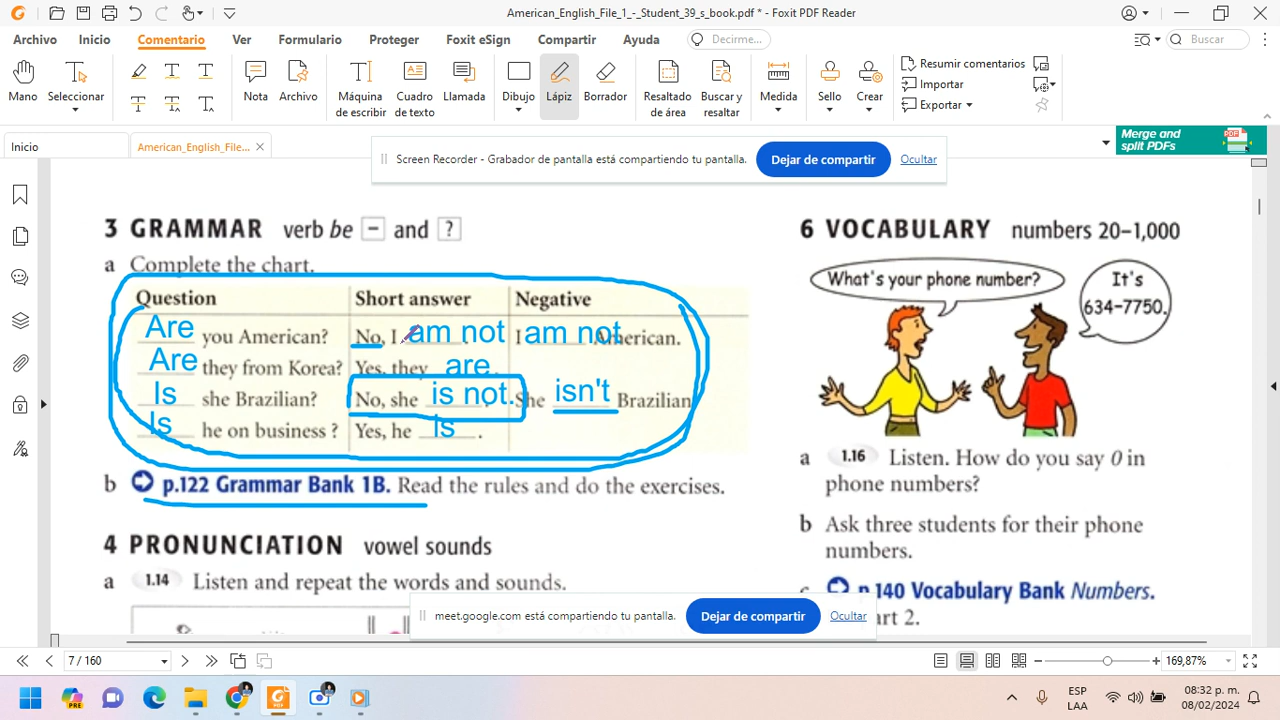 American_English_File_1_-_Student_39_s_book.pdf * - Foxit PDF Reader
Archivo Inicio Comentario Ver Formulario Proteger Foxit eSign Compartir Ayuda Decirme... Buscar
Mano Seleccionar Nota Archivo Máquina de escribir Cuadro de texto Llamada Dibujo Lápiz Borrador Resaltado de área Buscar y resaltar Medida Sello Crear
Resumir comentarios
Importar
Exportar
Inicio American_English_File...
Merge and split PDFs
Screen Recorder - Grabador de pantalla está compartiendo tu pantalla. Dejar de compartir Ocultar
3 GRAMMAR verb be – and ?
a Complete the chart.
Question Short answer Negative
Are you American? No, I am not. I am not American.
Are they from Korea? Yes, they are.
Is she Brazilian? No, she is not. She isn't Brazilian
Is he on business ? Yes, he Is.
b p.122 Grammar Bank 1B. Read the rules and do the exercises.
4 PRONUNCIATION vowel sounds
a 1.14 Listen and repeat the words and sounds.
6 VOCABULARY numbers 20–1,000
What's your phone number?
It's
634-7750.
a 1.16 Listen. How do you say 0 in
phone numbers?
b Ask three students for their phone
numbers.
c p.140 Vocabulary Bank Numbers.
art 2.
meet.google.com está compartiendo tu pantalla. Dejar de compartir Ocultar
7 / 160
169,87%
PRE
ESP
LAA
08:32 p. m.
08/02/2024